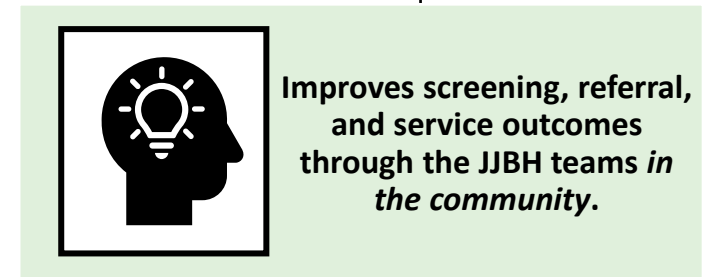 Improves screening, referral,
and service outcomes
through the JJBH teams in
the community.